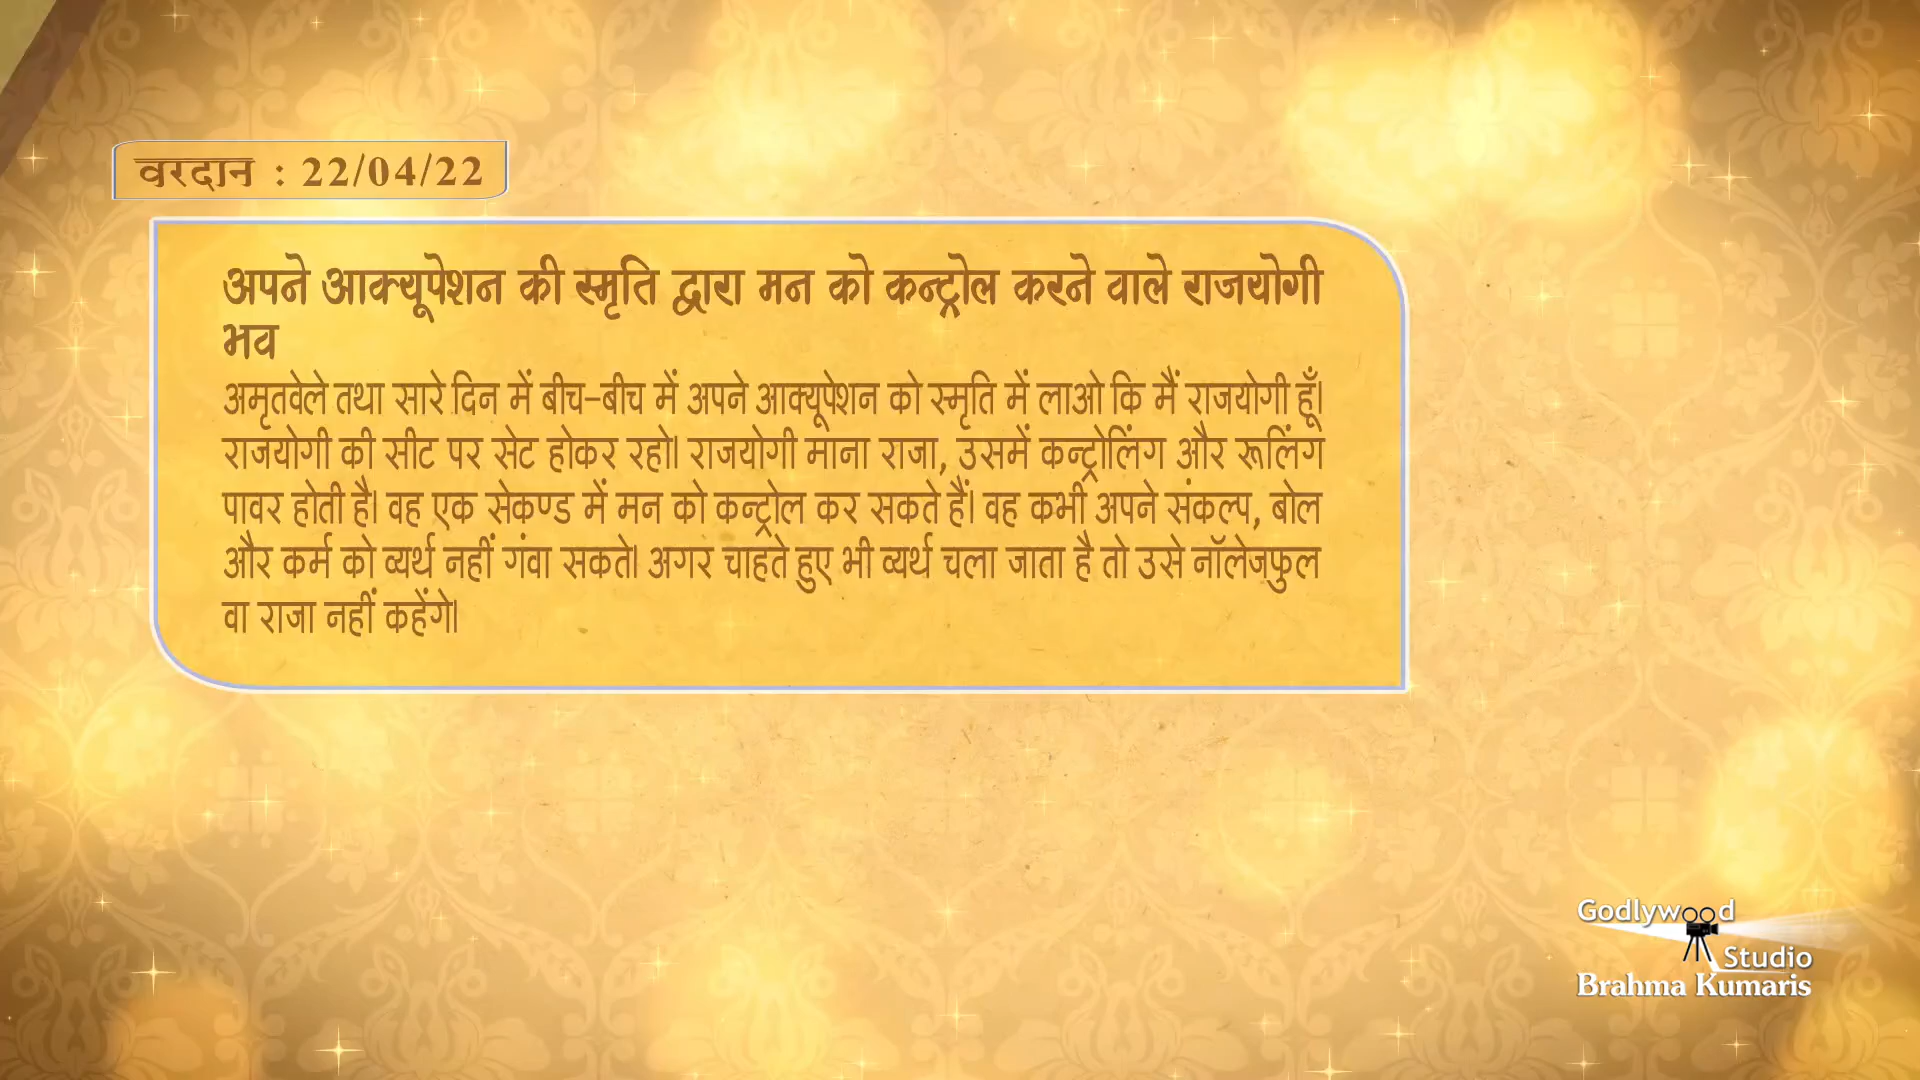 वरदान : 22/04/22
अपने आक्यूपेशन की स्मृति द्वारा मन को कन्ट्रोल करने वाले राजयोगी
भव
अमृतवेले तथा सारे दिन में बीच-बीच में अपने आक्यूपेशन को स्मृति में लाओ कि मैं राजयोगी हूँ।
राजयोगी की सीट पर सेट होकर रहो। राजयोगी माना राजा, उसमें कन्ट्रोलिंग और रूलिंग
पावर होती है। वह एक सेकण्ड में मन को कन्ट्रोल कर सकते हैं। वह कभी अपने संकल्प, बोल
और कर्म को व्यर्थ नहीं गंवा सकते। अगर चाहते हुए भी व्यर्थ चला जाता है तो उसे नॉलेज्फुल
वा राजा नहीं कहेंगे।
Godlywood
Studio
Brahma Kumaris